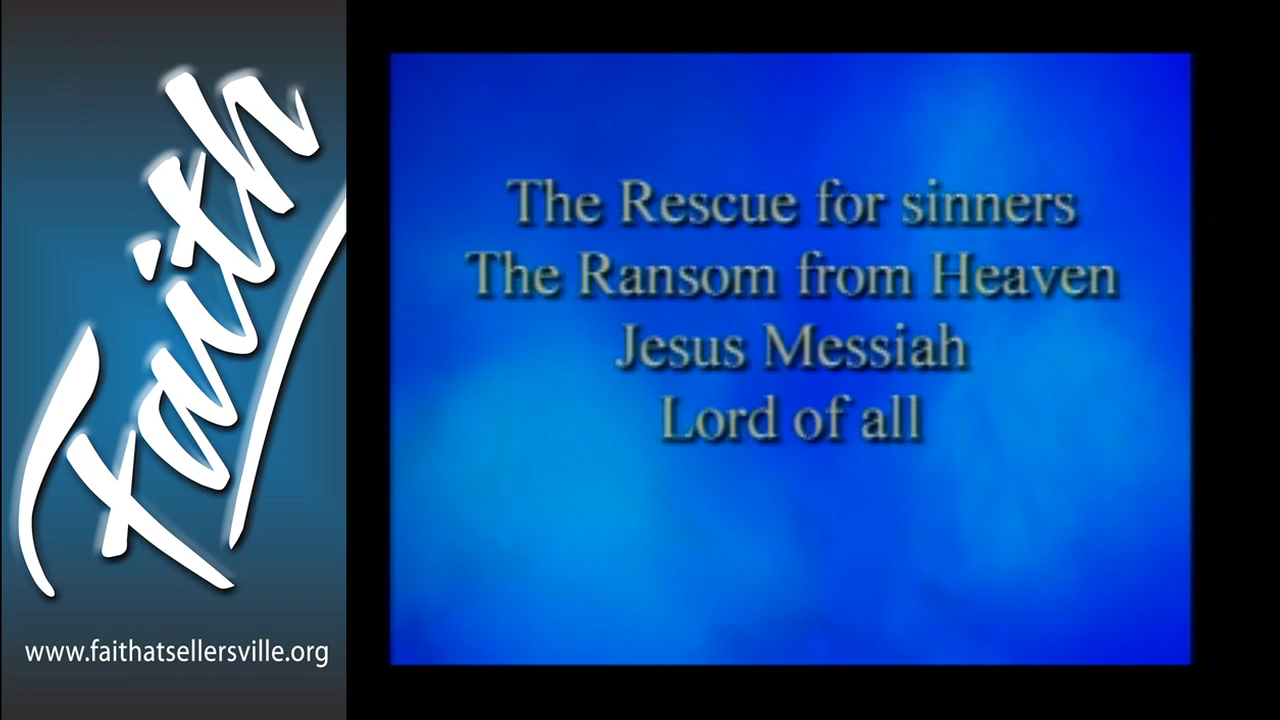 Faith
www.faithatsellersville.org
The Rescue for sinners
The Ransom from Heaven
Jesus Messiah
Lord of all